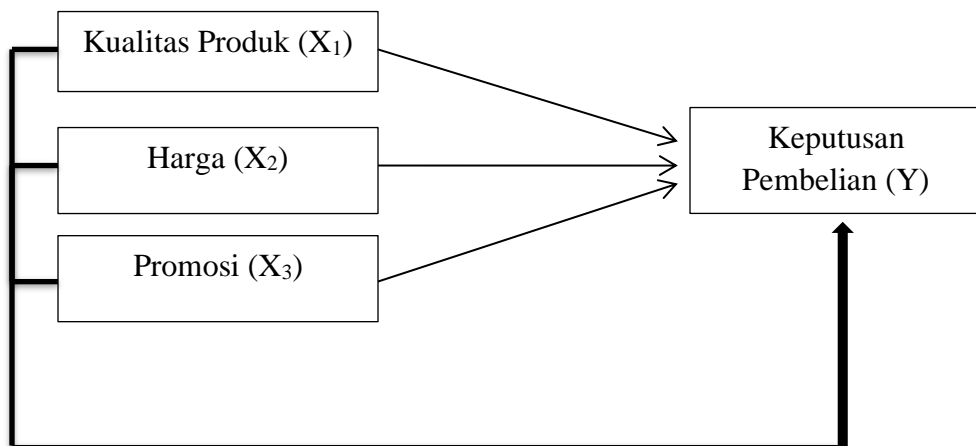 Kualitas Produk (X₁)
Harga (X₂)
Promosi (X₃)
Keputusan
Pembelian (Y)